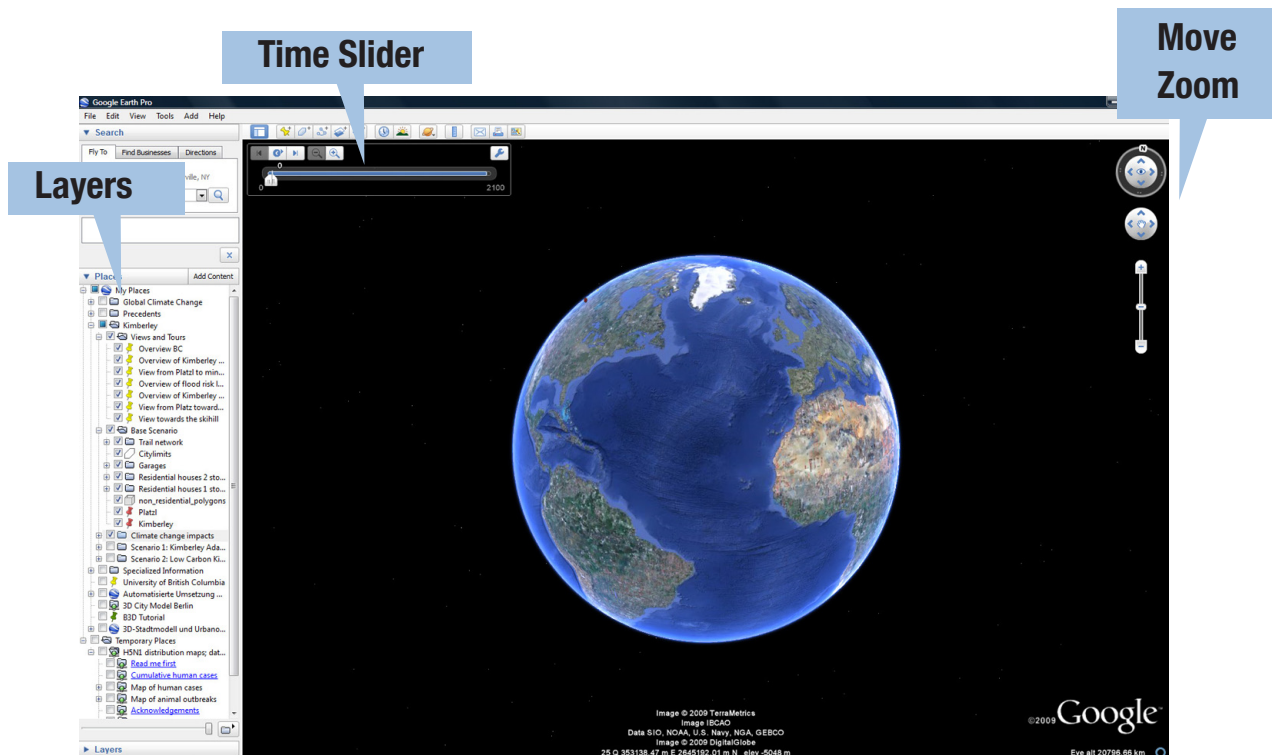 Time Slider
Move
Zoom
Google Earth Pro
File Edit View Tools Add Help
Search
Fly To Find Businesses Directions
ville, NY
Layers
0
0 2100
N
Places Add Content
My Places
Global Climate Change
Precedents
Kimberley
Views and Tours
Overview BC
Overview of Kimberley ...
View from Platzl to min...
Overview of flood risk l...
Overview of Kimberley ...
View from Platz toward...
View towards the skihill
Base Scenario
Trail network
Citylimits
Garages
Residential houses 2 sto...
Residential houses 1 sto...
non_residential_polygons
Platzl
Kimberley
Climate change impacts
Scenario 1: Kimberley Ada...
Scenario 2: Low Carbon Ki...
Specialized Information
University of British Columbia
Automatisierte Umsetzung ...
3D City Model Berlin
B3D Tutorial
3D-Stadtmodell und Urbano...
Temporary Places
H5N1 distribution maps; dat...
Read me first
Cumulative human cases
Map of human cases
Map of animal outbreaks
Acknowledgements
Layers
Image © 2009 TerraMetrics
Image IBCAO
Data SIO, NOAA, U.S. Navy, NGA, GEBCO
Image © 2009 DigitalGlobe
25 Q 353138.47 m E 2645192.01 m N elev -5048 m
©2009 Google
Eye alt 20796.66 km